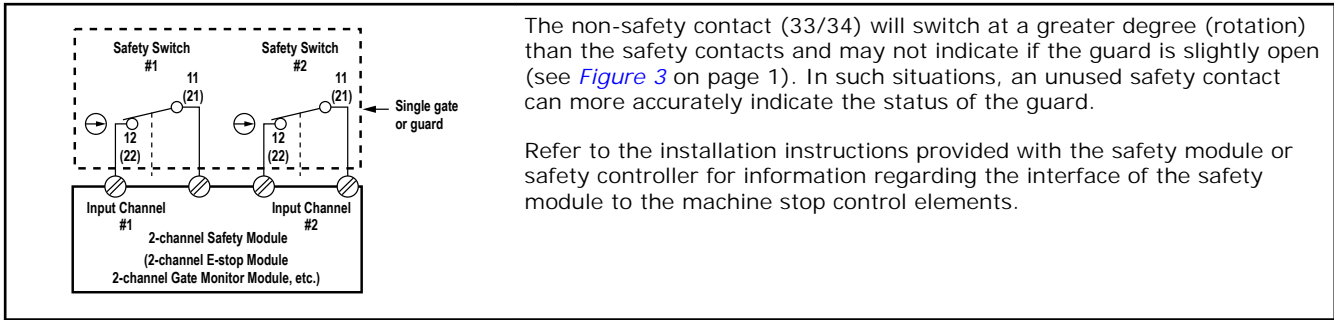 Safety Switch
#1
Safety Switch
#2
11
(21)
11
(21)
12
(22)
12
(22)
Single gate
or guard
Input Channel
#1
Input Channel
#2
2-channel Safety Module
(2-channel E-stop Module
2-channel Gate Monitor Module, etc.)
The non-safety contact (33/34) will switch at a greater degree (rotation)
than the safety contacts and may not indicate if the guard is slightly open
(see Figure 3 on page 1). In such situations, an unused safety contact
can more accurately indicate the status of the guard.
Refer to the installation instructions provided with the safety module or
safety controller for information regarding the interface of the safety
module to the machine stop control elements.